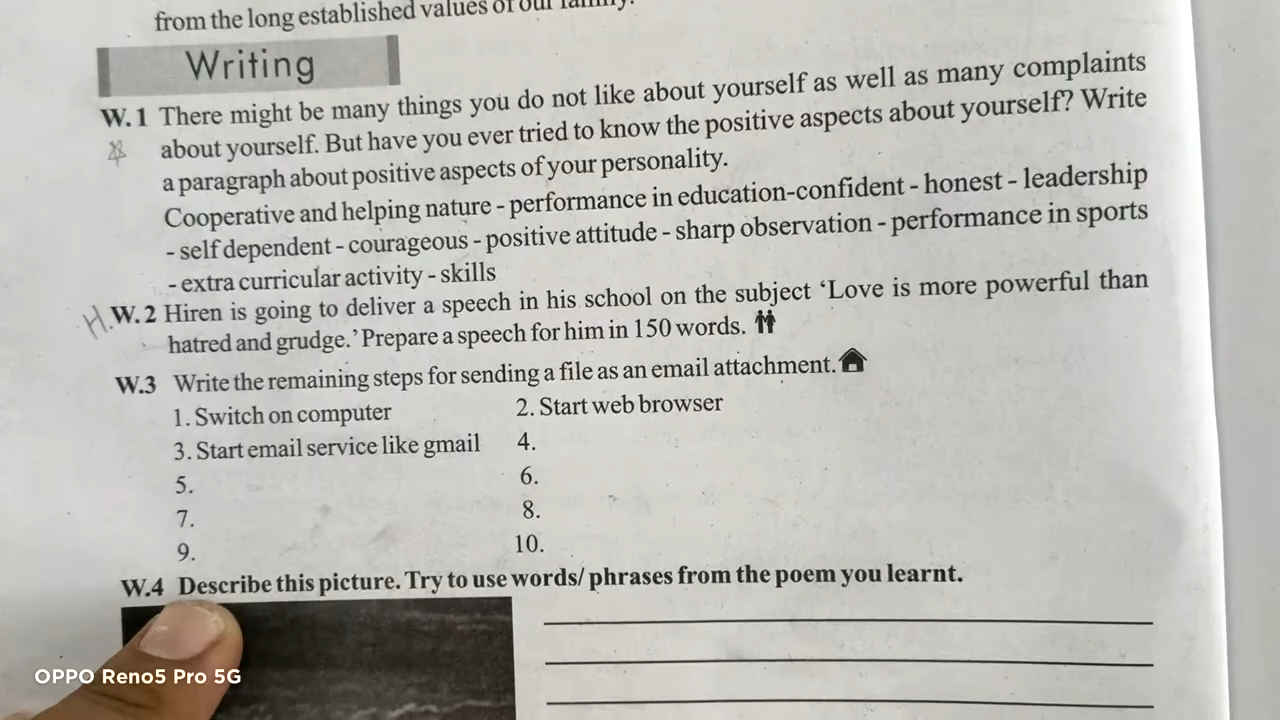 from the long established values of our family.
Writing
W.1 There might be many things you do not like about yourself as well as many complaints
about yourself. But have you ever tried to know the positive aspects about yourself? Write
a paragraph about positive aspects of your personality.
Cooperative and helping nature - performance in education-confident - honest - leadership
- self dependent - courageous - positive attitude - sharp observation - performance in sports
- extra curricular activity - skills
H. W.2 Hiren is going to deliver a speech in his school on the subject ‘Love is more powerful than
hatred and grudge.’ Prepare a speech for him in 150 words.
W.3 Write the remaining steps for sending a file as an email attachment.
1. Switch on computer 2. Start web browser
3. Start email service like gmail 4.
5. 6.
7. 8.
9. 10.
W.4 Describe this picture. Try to use words/ phrases from the poem you learnt.
OPPO Reno5 Pro 5G